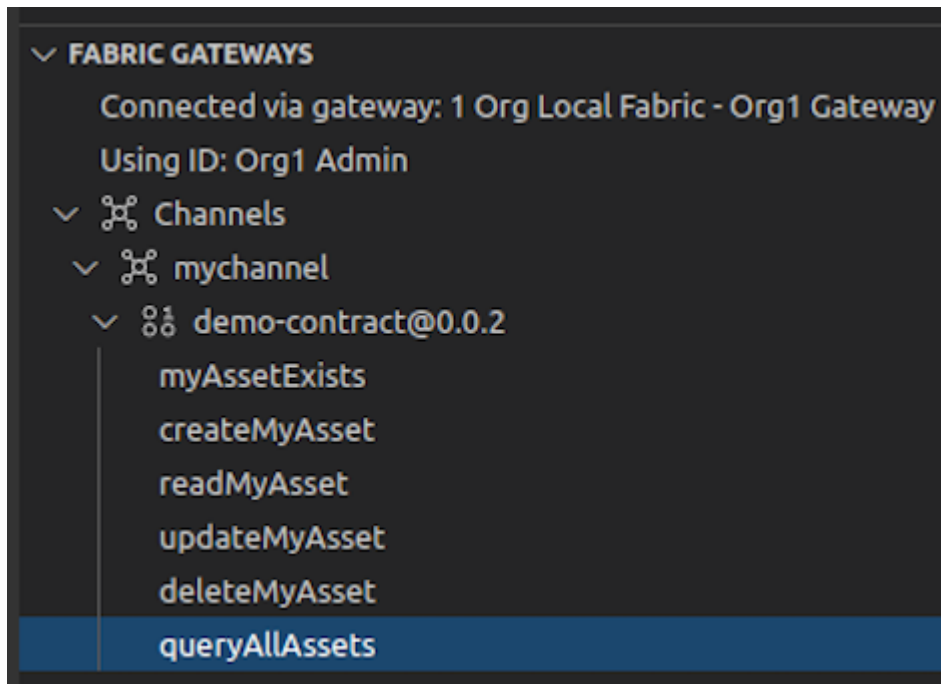 FABRIC GATEWAYS
Connected via gateway: 1 Org Local Fabric - Org1 Gateway
Using ID: Org1 Admin
Channels
mychannel
demo-contract@0.0.2
myAssetExists
createMyAsset
readMyAsset
updateMyAsset
deleteMyAsset
queryAllAssets